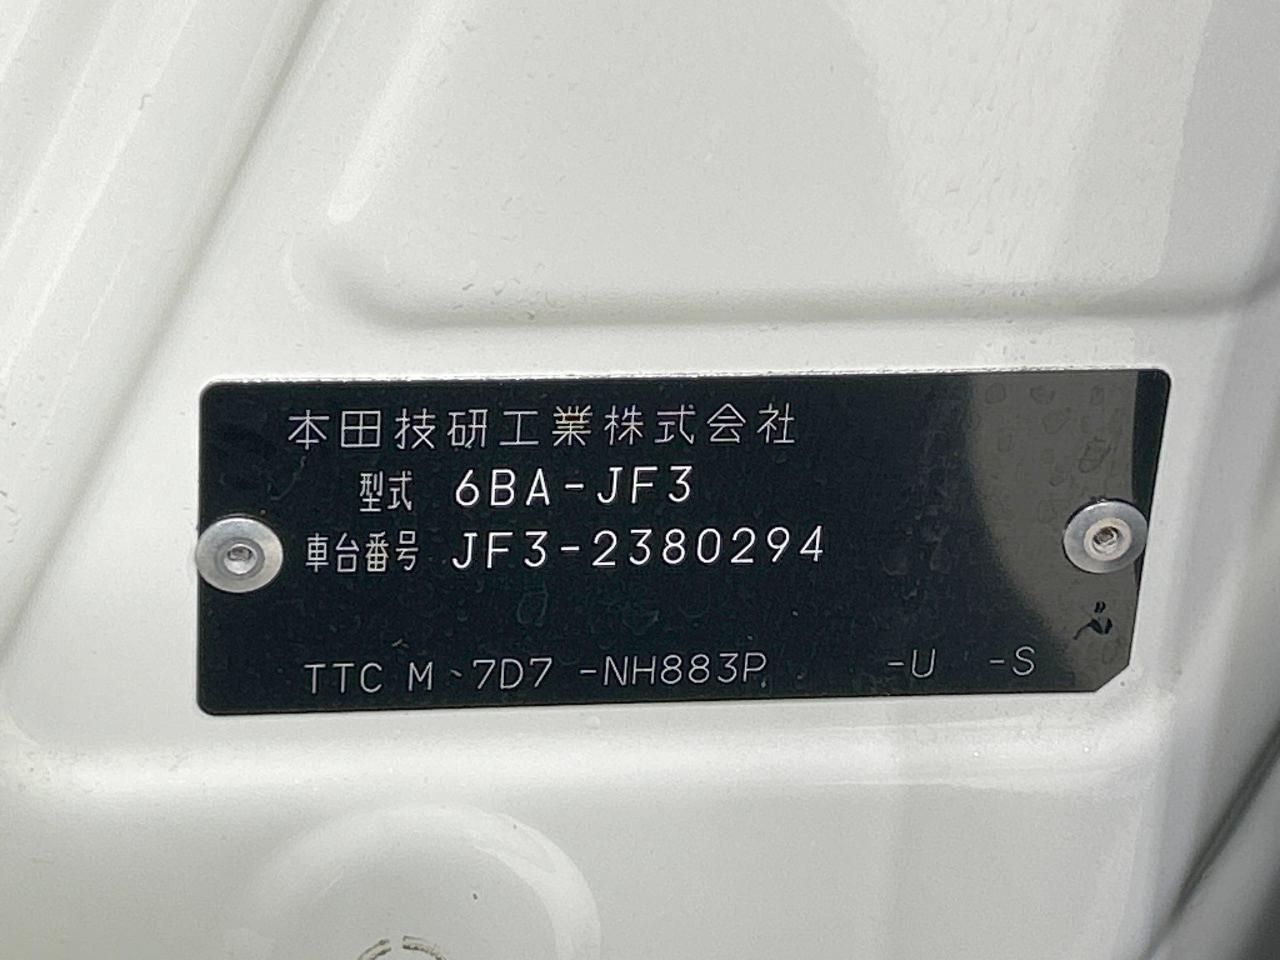 本田技研工業株式会社
型式 6BA-JF3
車台番号 JF3-2380294
TTC M -7D7 -NH883P -U -S